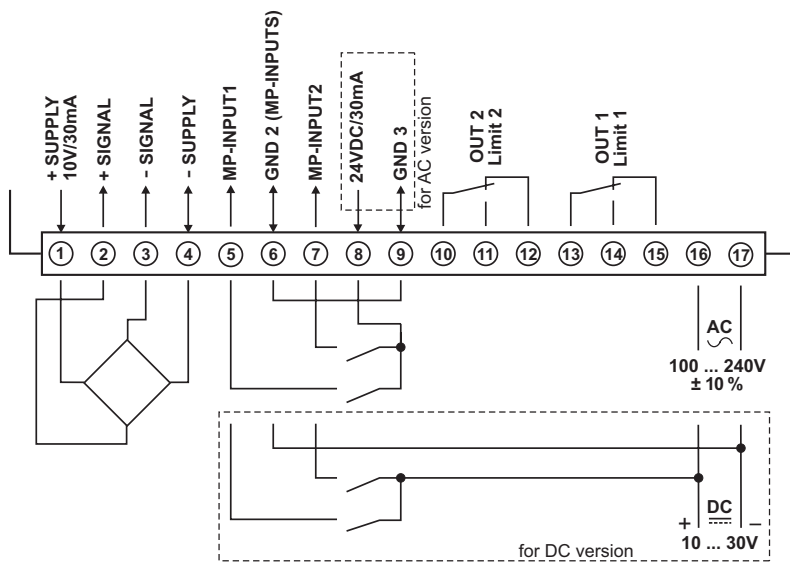 + SUPPLY
10V/30mA
+ SIGNAL
- SIGNAL
- SUPPLY
MP-INPUT1
GND 2 (MP-INPUTS)
MP-INPUT2
24VDC/30mA
GND 3
for AC version
OUT 2
Limit 2
OUT 1
Limit 1
1 2 3 4 5 6 7 8 9 10 11 12 13 14 15 16 17
AC
100 ... 240V
± 10 %
DC
+ –
10 ... 30V
for DC version